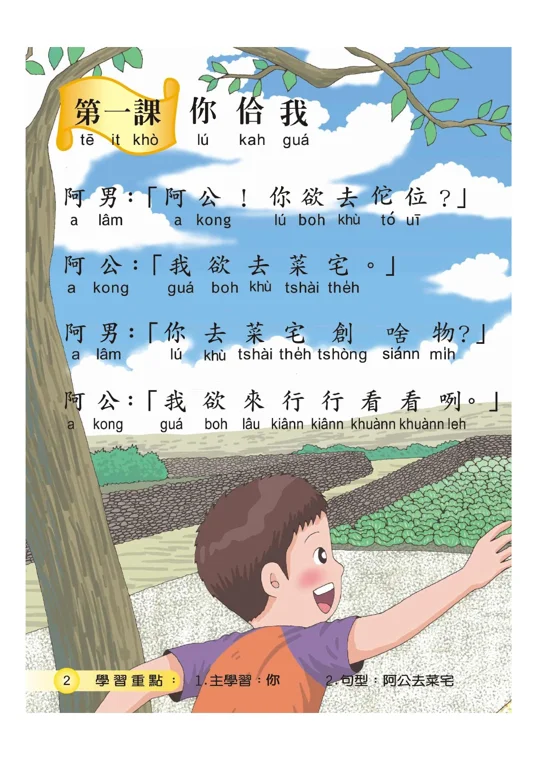 第一課 你佮我
tē it khò lú kah guá
阿男：「阿公！你欲去佗位？」
a lâm a kong lú boh khù tó uī
阿公：「我欲去菜宅。」
a kong guá boh khù tshài the̍h
阿男：「你去菜宅創啥物?」
a lâm lú khù tshài the̍h tshòng siánn mi̍h
阿公：「我欲來行行看看咧。」
a kong guá boh lâu kiânn kiânn khuànn khuànn leh
2 學習重點： 1.主學習：你 2.句型：阿公去菜宅